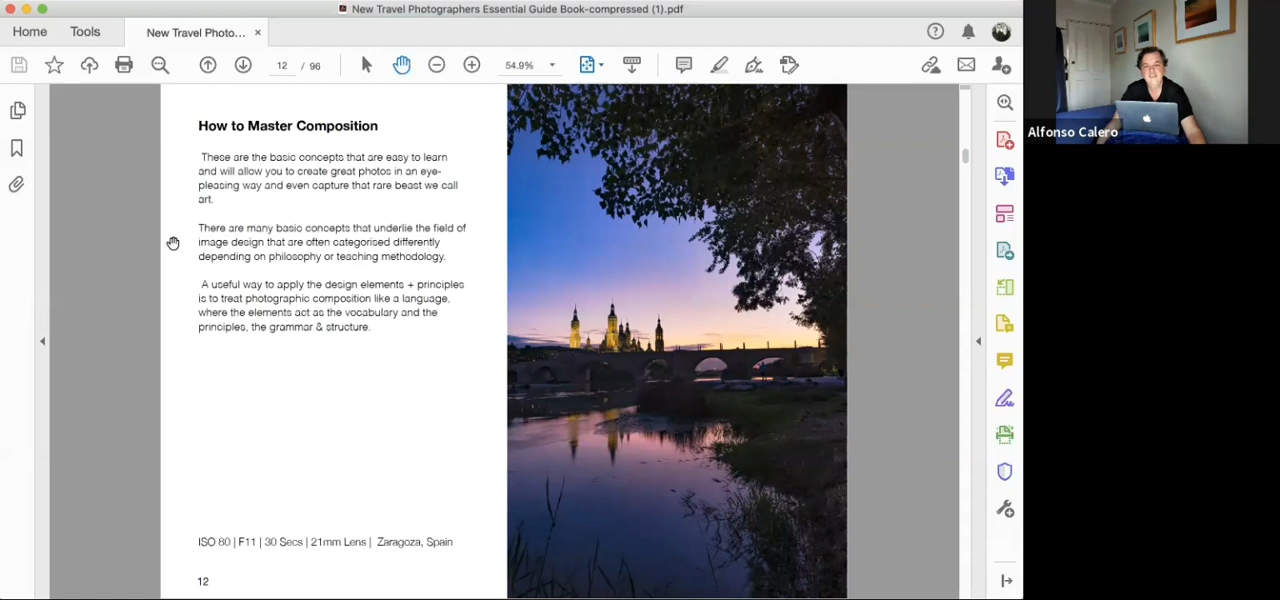 New Travel Photographers Essential Guide Book-compressed (1).pdf
Home
Tools
New Travel Photo...
12 / 96
54.9%
How to Master Composition
These are the basic concepts that are easy to learn
and will allow you to create great photos in an eye-
pleasing way and even capture that rare beast we call
art.
There are many basic concepts that underlie the field of
image design that are often categorised differently
depending on philosophy or teaching methodology.
A useful way to apply the design elements + principles
is to treat photographic composition like a language,
where the elements act as the vocabulary and the
principles, the grammar & structure.
ISO 80 | F11 | 30 Secs | 21mm Lens | Zaragoza, Spain
12
Alfonso Calero